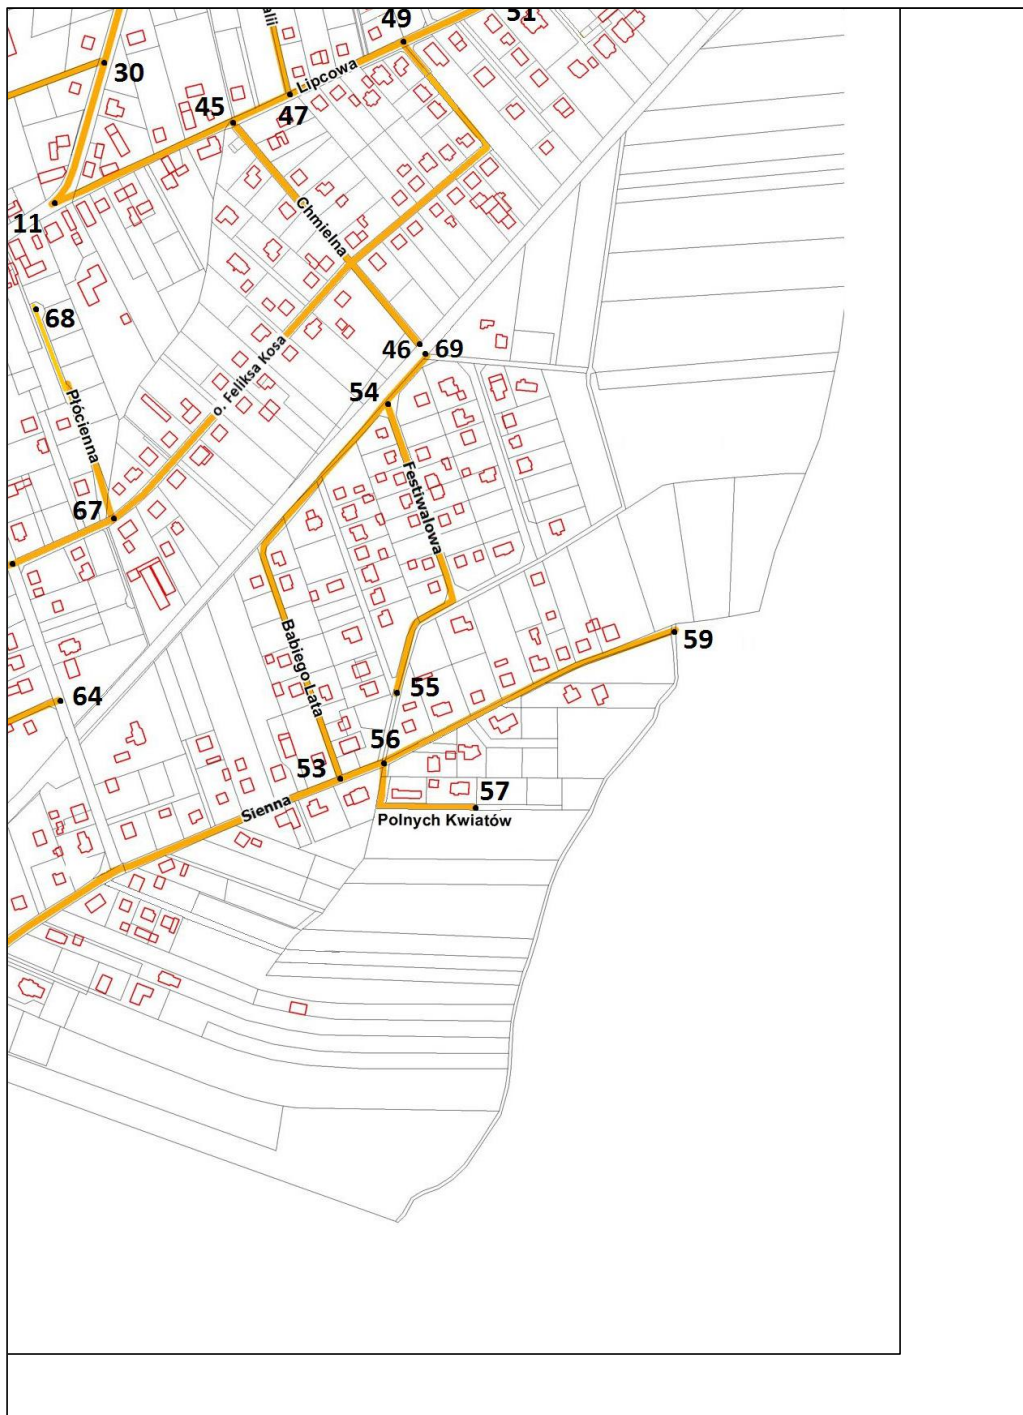 49
51
alii
30
Lipcowa
45
47
11
Chmielna
68
46
69
o. Feliksa Kosa
54
Płócienna
Festiwalowa
67
59
Babiego Lata
55
64
56
53
57
Sienna
Polnych Kwiatów